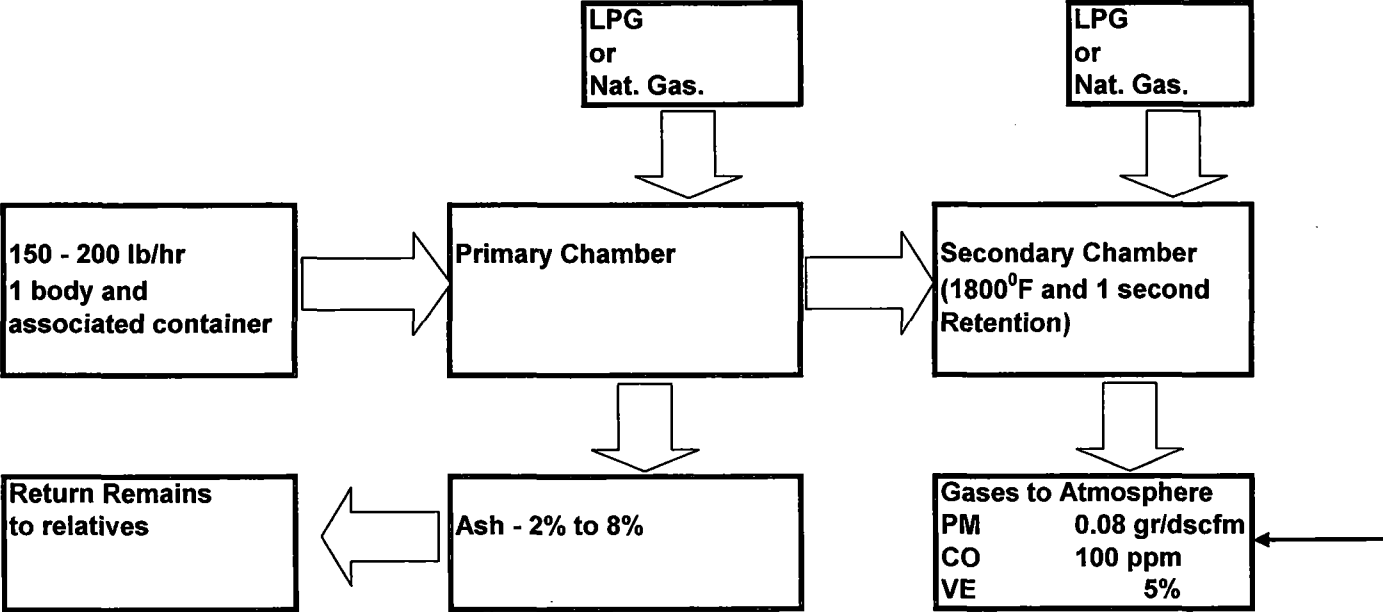 LPG
or
Nat. Gas.
LPG
or
Nat. Gas.
150 - 200 lb/hr
1 body and
associated container
Primary Chamber
Secondary Chamber
(1800⁰F and 1 second
Retention)
Return Remains
to relatives
Ash - 2% to 8%
Gases to Atmosphere
PM 0.08 gr/dscfm
CO 100 ppm
VE 5%